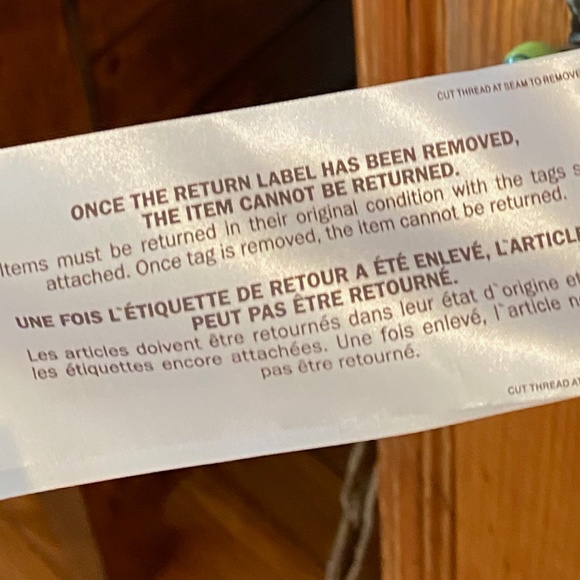 CUT THREAD AT SEAM TO REMOVE
ONCE THE RETURN LABEL HAS BEEN REMOVED,
THE ITEM CANNOT BE RETURNED.
Items must be returned in their original condition with the tags s
attached. Once tag is removed, the item cannot be returned.
UNE FOIS L`ÉTIQUETTE DE RETOUR A ÉTÉ ENLEVÉ, L`ARTICLE
PEUT PAS ÊTRE RETOURNÉ.
Les articles doivent être retournés dans leur état d`origine et
les étiquettes encore attachées. Une fois enlevé, l`article n
pas être retourné.
CUT THREAD AT